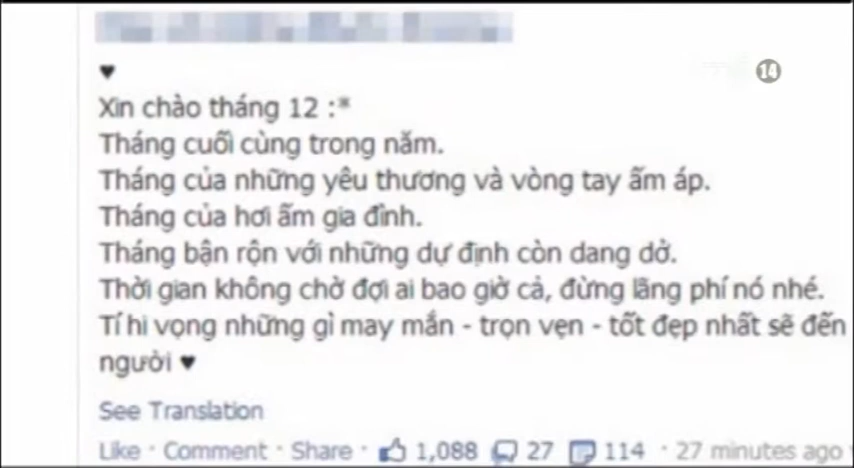 14
♥
Xin chào tháng 12 :*
Tháng cuối cùng trong năm.
Tháng của những yêu thương và vòng tay ấm áp.
Tháng của hơi ấm gia đình.
Tháng bận rộn với những dự định còn dang dở.
Thời gian không chờ đợi ai bao giờ cả, đừng lãng phí nó nhé.
Tí hi vọng những gì may mắn - trọn vẹn - tốt đẹp nhất sẽ đến
người ♥
See Translation
Like · Comment · Share · 1,088 27 114 · 27 minutes ago